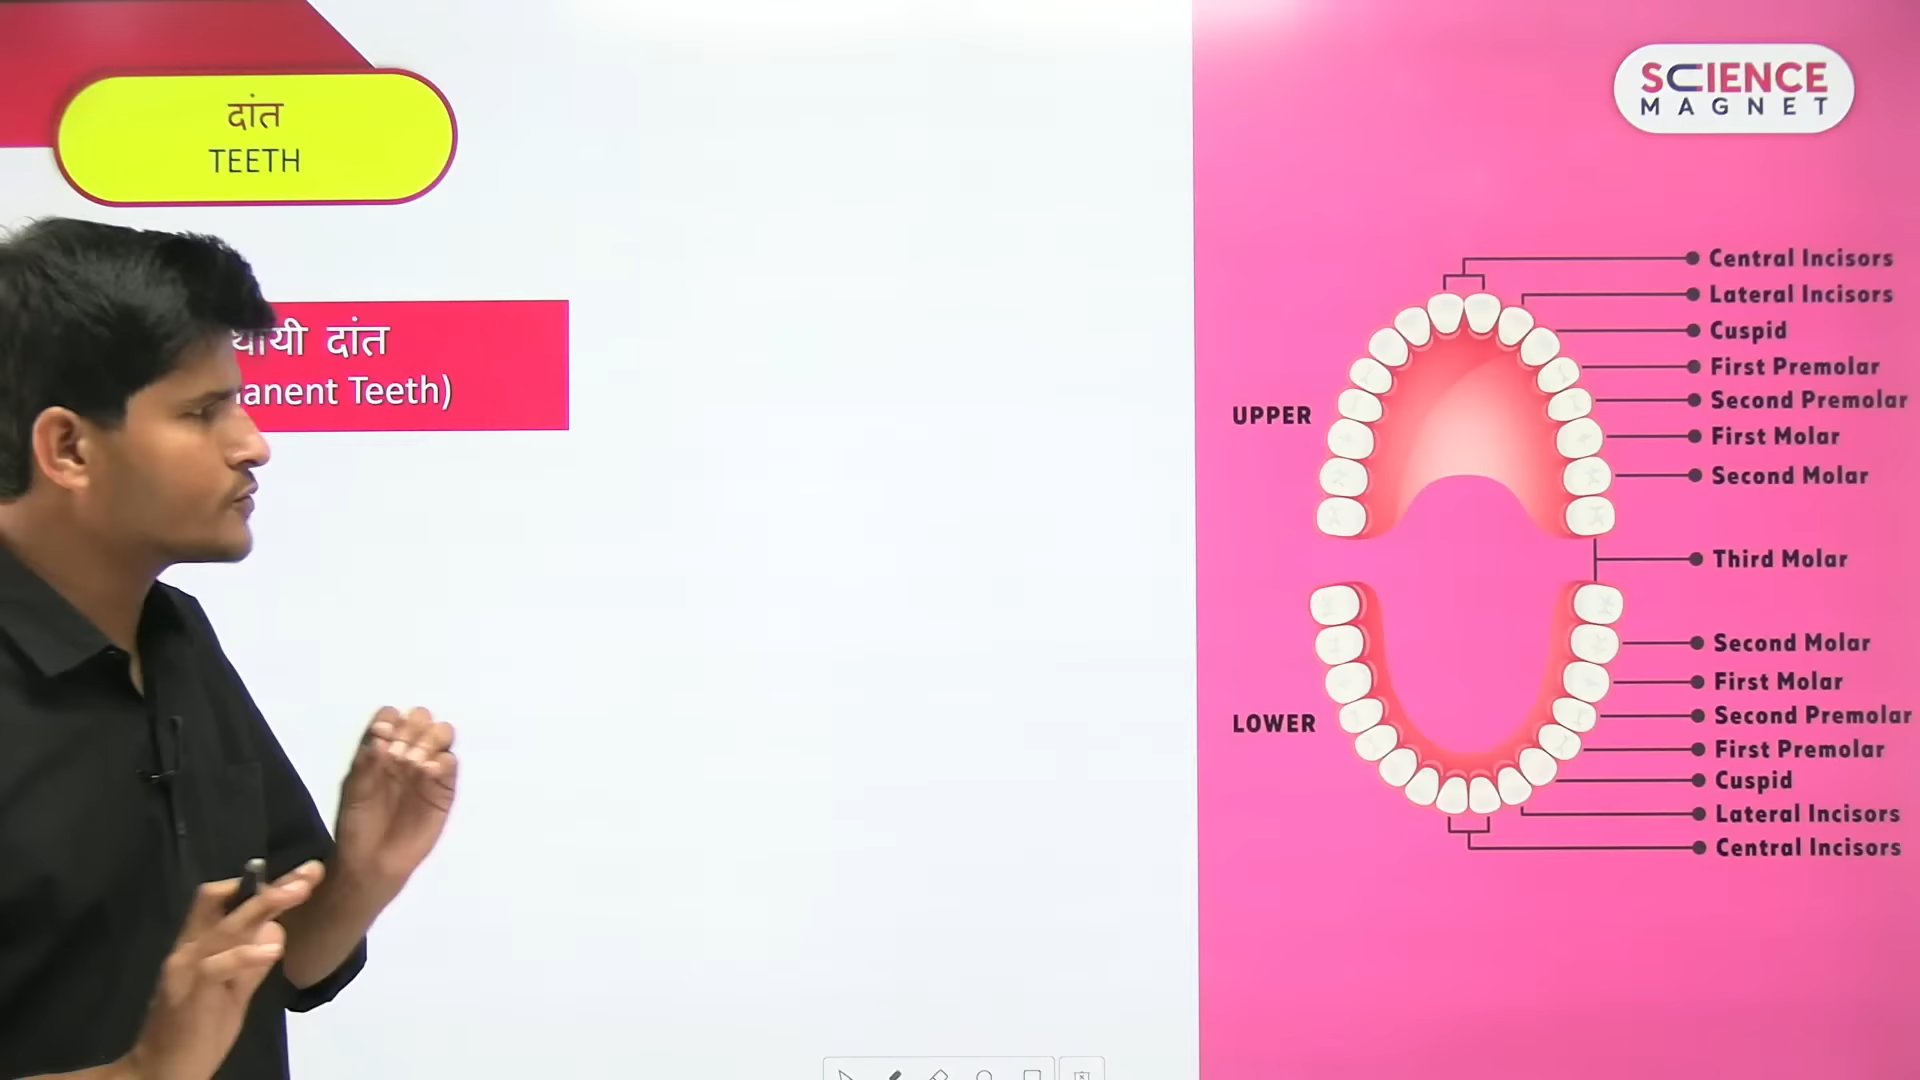 दांत
TEETH
दांत
Teeth)
SCIENCE
MAGNET
Central Incisors
Lateral Incisors
Cuspid
First Premolar
Second Premolar
First Molar
Second Molar
UPPER
Third Molar
Second Molar
First Molar
Second Premolar
LOWER
First Premolar
Cuspid
Lateral Incisors
Central Incisors